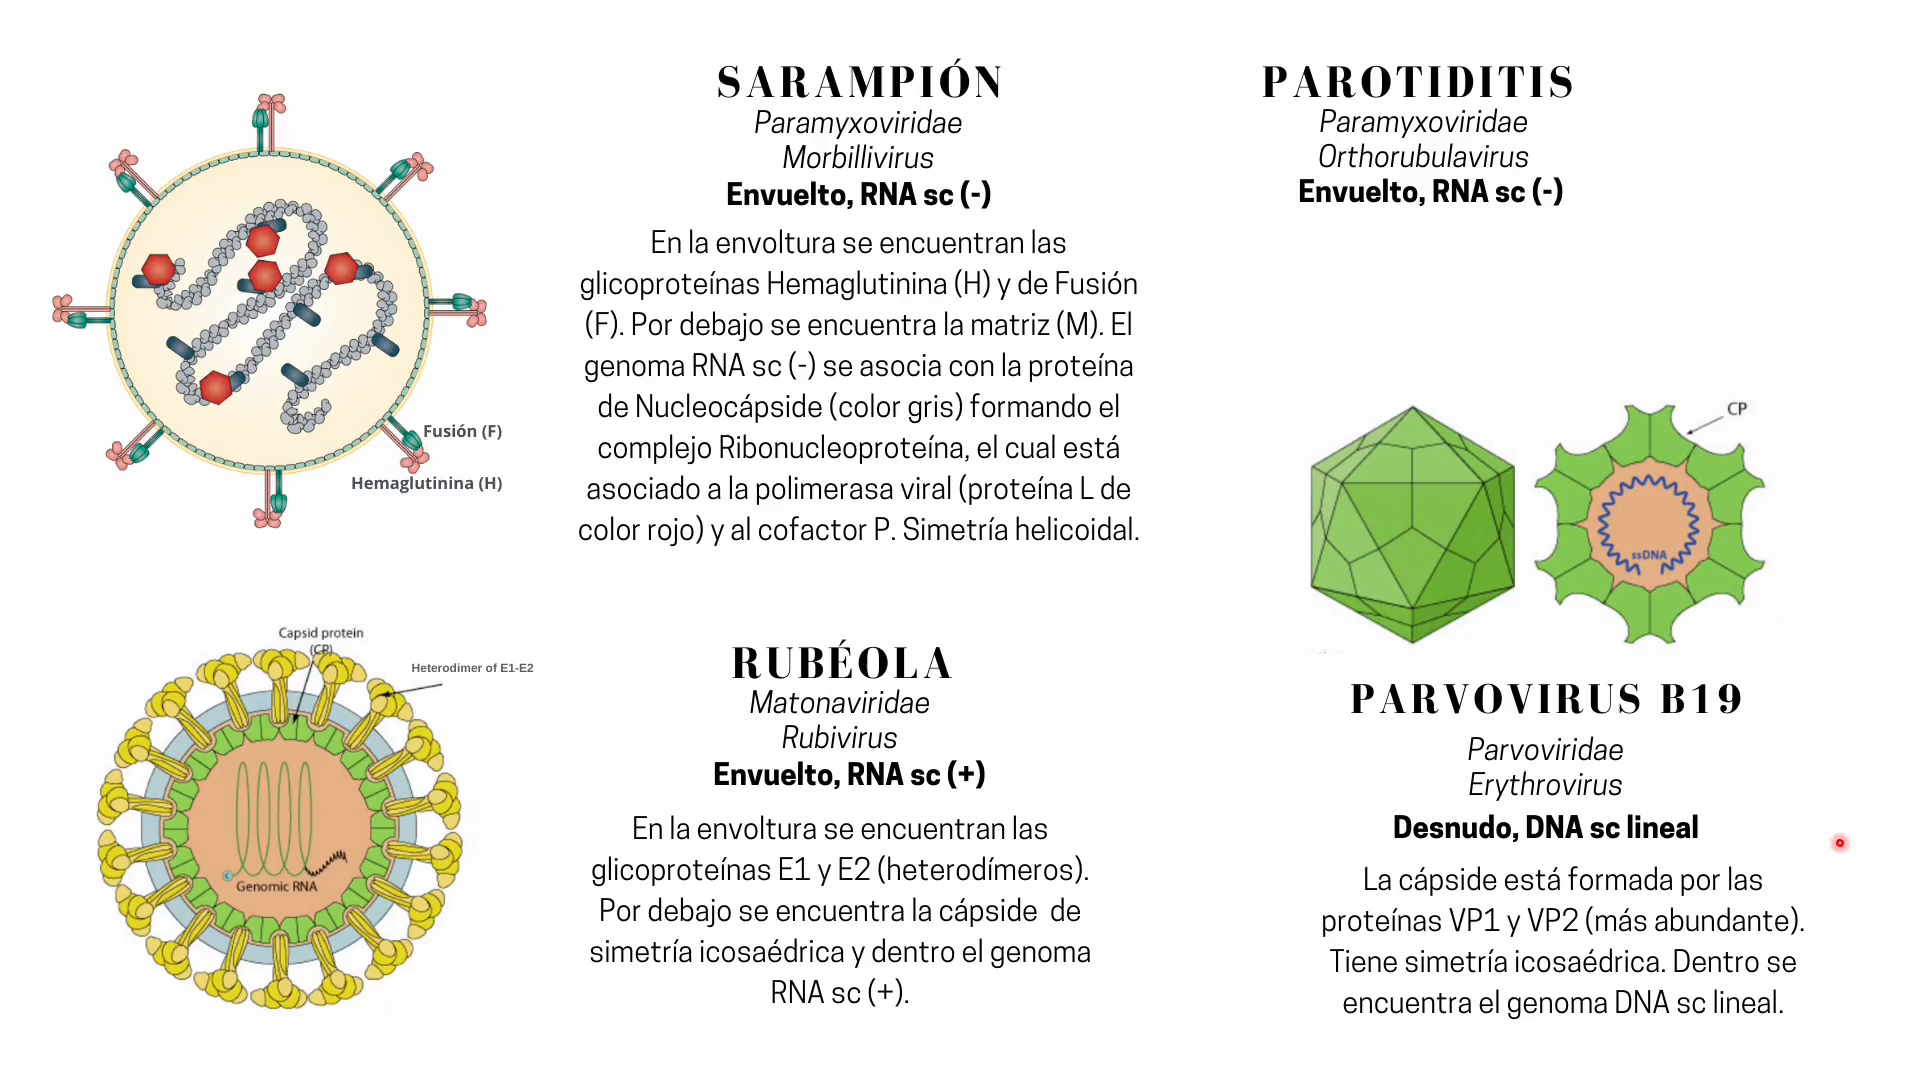 SARAMPIÓN
Paramyxoviridae
Morbillivirus
Envuelto, RNA sc (-)
En la envoltura se encuentran las
glicoproteínas Hemaglutinina (H) y de Fusión
(F). Por debajo se encuentra la matriz (M). El
genoma RNA sc (-) se asocia con la proteína
de Nucleocápside (color gris) formando el
complejo Ribonucleoproteína, el cual está
asociado a la polimerasa viral (proteína L de
color rojo) y al cofactor P. Simetría helicoidal.
Fusión (F)
Hemaglutinina (H)
PAROTIDITIS
Paramyxoviridae
Orthorubulavirus
Envuelto, RNA sc (-)
CP
ssDNA
Capsid protein
(CP)
Heterodimer of E1-E2
C
Genomic RNA
RUBÉOLA
Matonaviridae
Rubivirus
Envuelto, RNA sc (+)
En la envoltura se encuentran las
glicoproteínas E1 y E2 (heterodímeros).
Por debajo se encuentra la cápside de
simetría icosaédrica y dentro el genoma
RNA sc (+).
PARVOVIRUS B19
Parvoviridae
Erythrovirus
Desnudo, DNA sc lineal
La cápside está formada por las
proteínas VP1 y VP2 (más abundante).
Tiene simetría icosaédrica. Dentro se
encuentra el genoma DNA sc lineal.